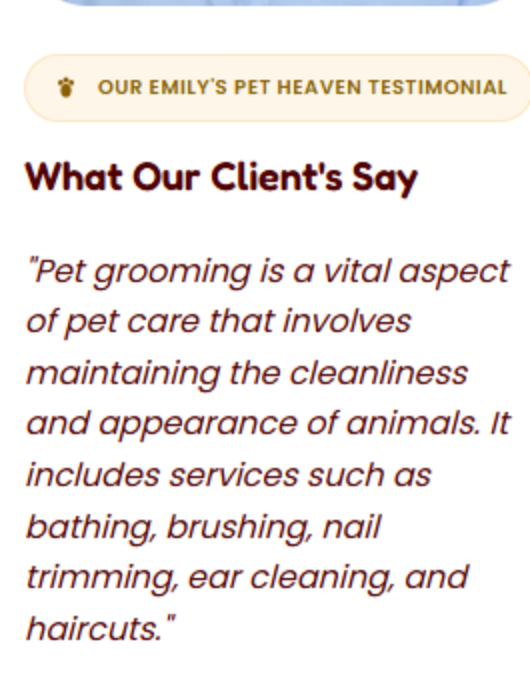 OUR EMILY'S PET HEAVEN TESTIMONIAL
What Our Client's Say
"Pet grooming is a vital aspect
of pet care that involves
maintaining the cleanliness
and appearance of animals. It
includes services such as
bathing, brushing, nail
trimming, ear cleaning, and
haircuts."